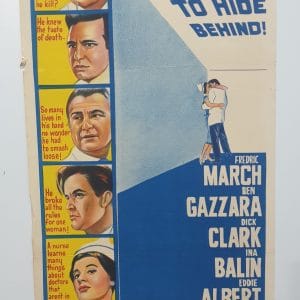 he kill?
He knew
the taste
of death...
So many
lives in
his hand
no wonder
he had
to smash
loose!
He
broke
all the
rules for
one woman!
A nurse
learns
many
things about
doctors
that
aren't in
TO HIDE
BEHIND!
FREDRIC
MARCH
BEN
GAZZARA
DICK
CLARK
INA
BALIN
EDDIE
ALBERT